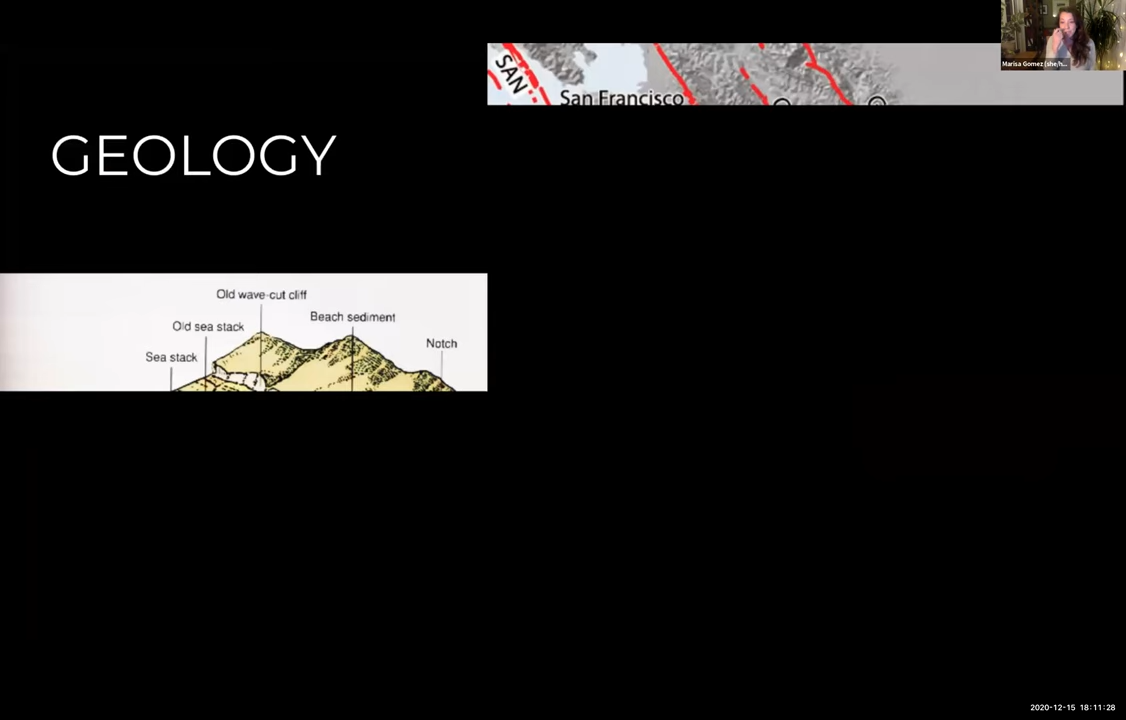 Marisa Gomez (she/h...
SAN
San Francisco
GEOLOGY
Old wave-cut cliff
Beach sediment
Old sea stack
Notch
Sea stack
2020-12-15 18:11:28